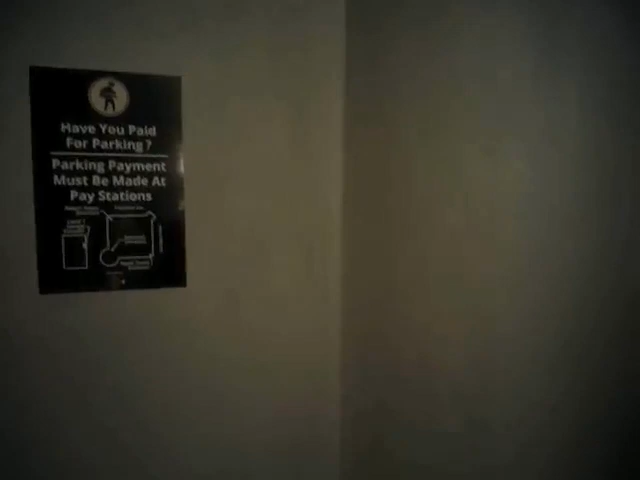 Have You Paid
For Parking ?
Parking Payment
Must Be Made At
Pay Stations